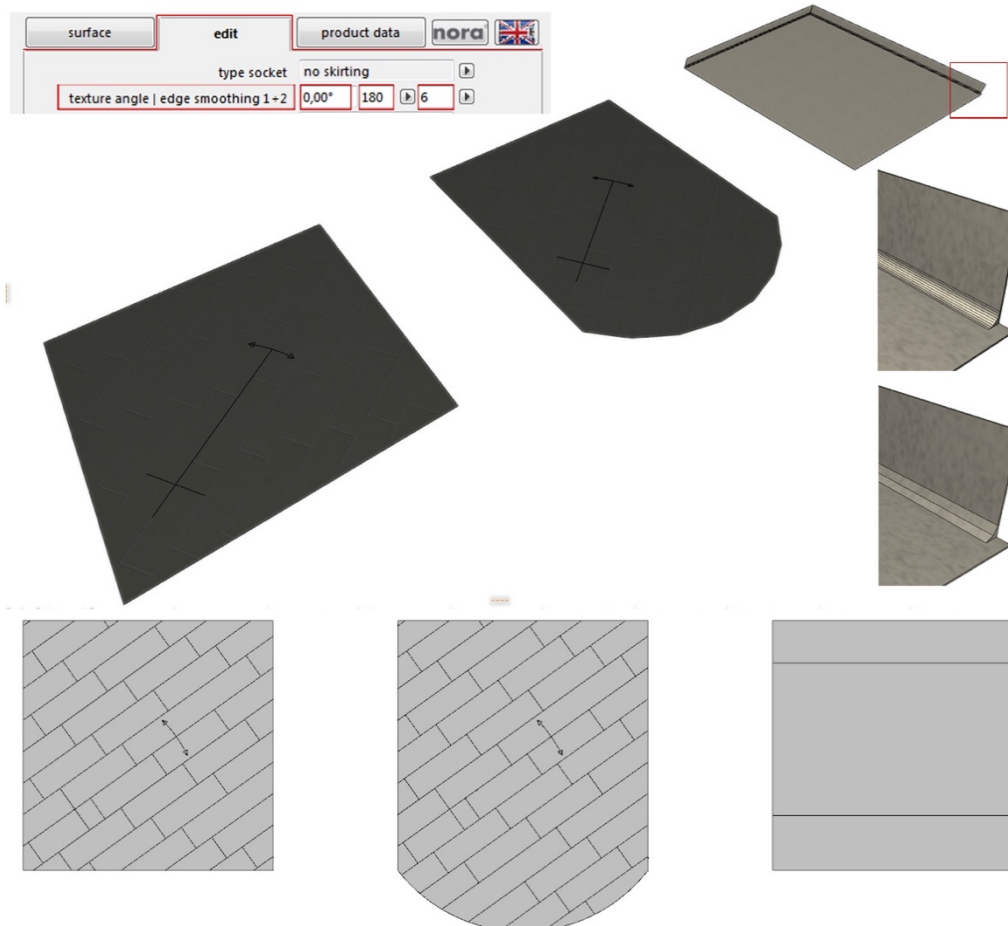 surface edit product data nora
type socket no skirting
texture angle | edge smoothing 1+2 0,00° 180 6